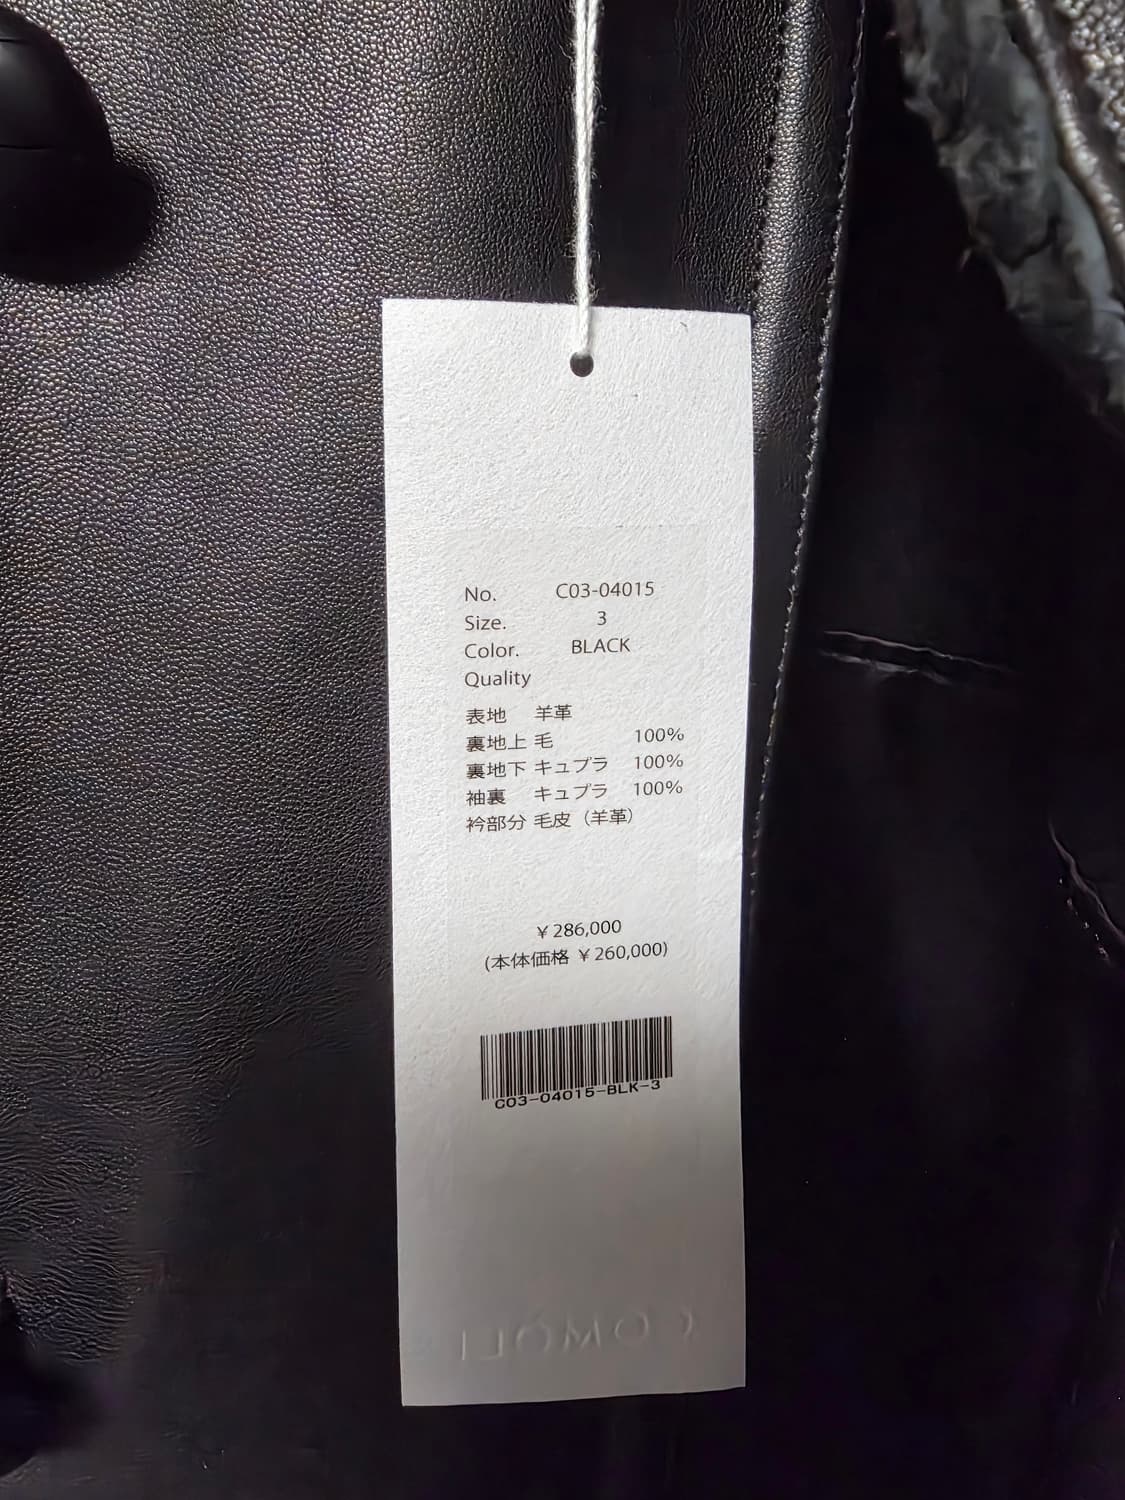 No. C03-04015
Size. 3
Color. BLACK
Quality
表地 羊革
裏地上 毛 100%
裏地下 キュプラ 100%
袖裏 キュプラ 100%
衿部分 毛皮（羊革）
￥286,000
(本体価格 ￥260,000)
C03-04015-BLK-3
COMOLI